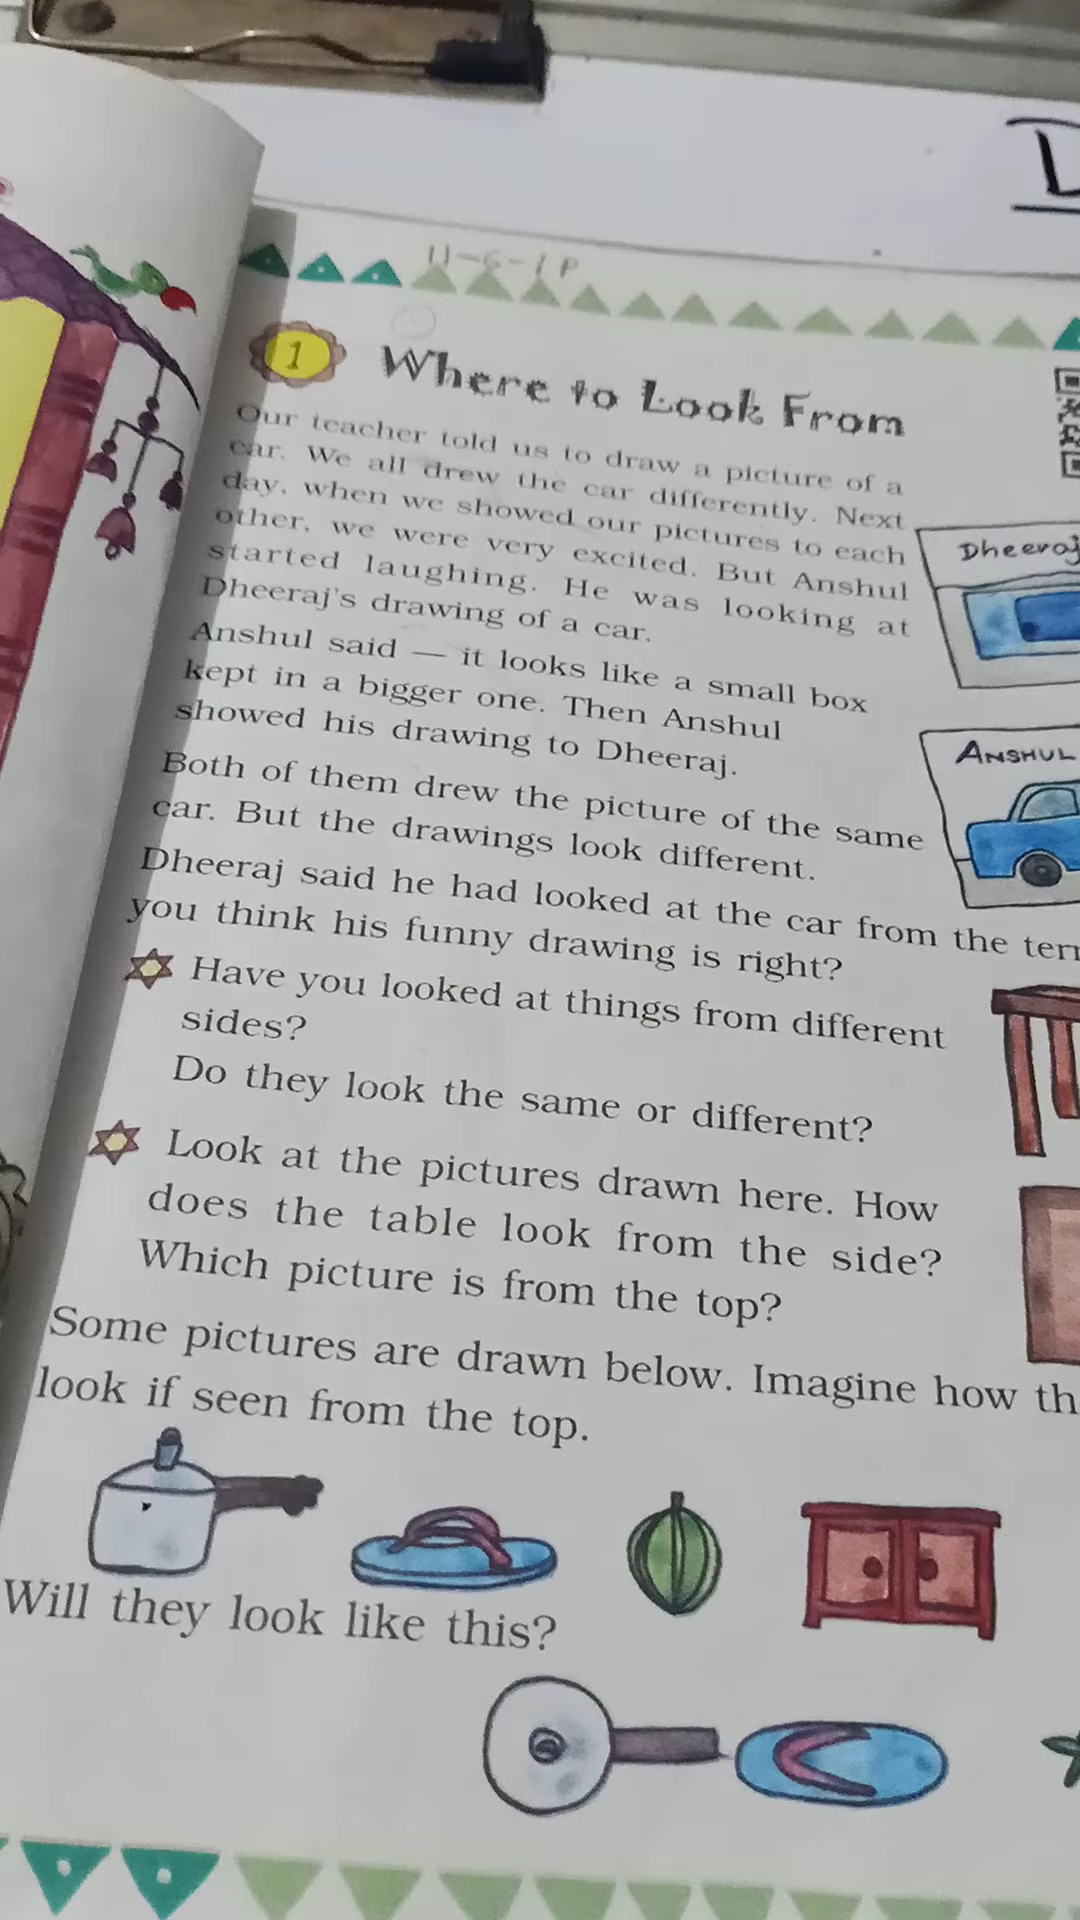 11-6-1P
1
Where to Look From
Our teacher told us to draw a picture of a
car. We all drew the car differently. Next
day, when we showed our pictures to each
other, we were very excited. But Anshul
started laughing. He was looking at
Dheeraj's drawing of a car.
Dheeraj
Anshul said — it looks like a small box
kept in a bigger one. Then Anshul
showed his drawing to Dheeraj.
ANSHUL
Both of them drew the picture of the same
car. But the drawings look different.
Dheeraj said he had looked at the car from the
you think his funny drawing is right?
Have you looked at things from different
sides?
Do they look the same or different?
Look at the pictures drawn here. How
does the table look from the side?
Which picture is from the top?
Some pictures are drawn below. Imagine how
look if seen from the top.
Will they look like this?